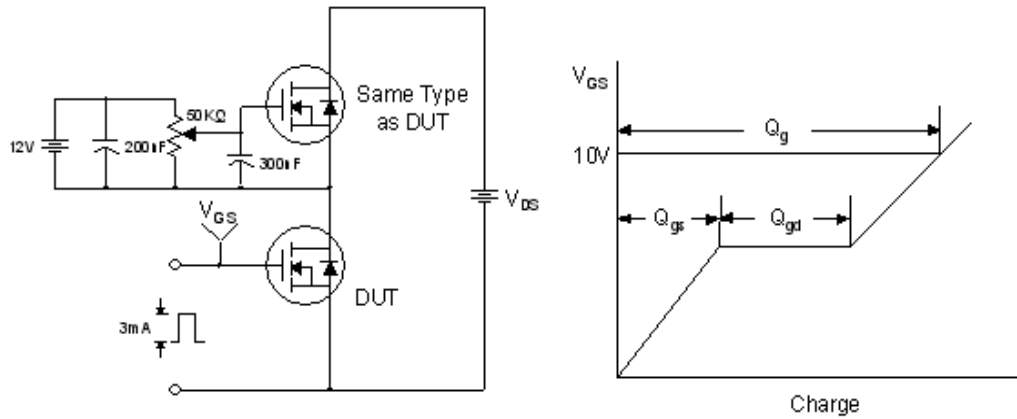 Same Type
as DUT
50KΩ
12V
200nF
300nF
V_GS
V_DS
DUT
3mA
V_GS
Q_g
10V
Q_gs
Q_gd
Charge